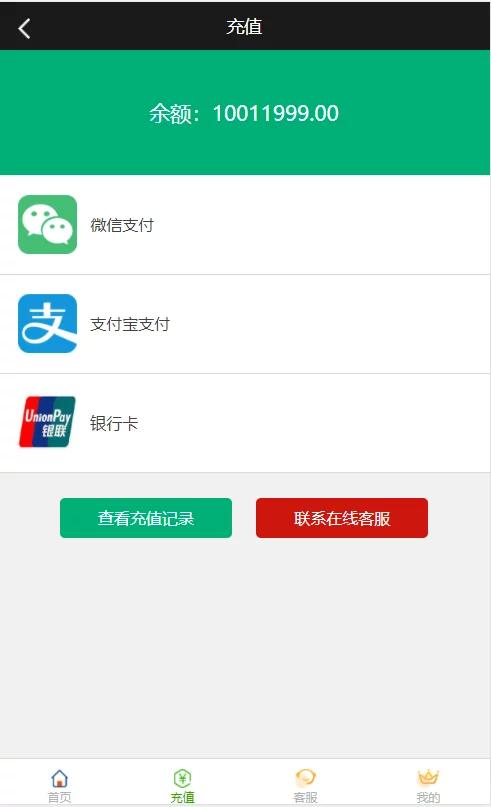 充值
余额：10011999.00
微信支付
支
支付宝支付
UnionPay
银联
银行卡
查看充值记录
联系在线客服
首页
充值
客服
我的